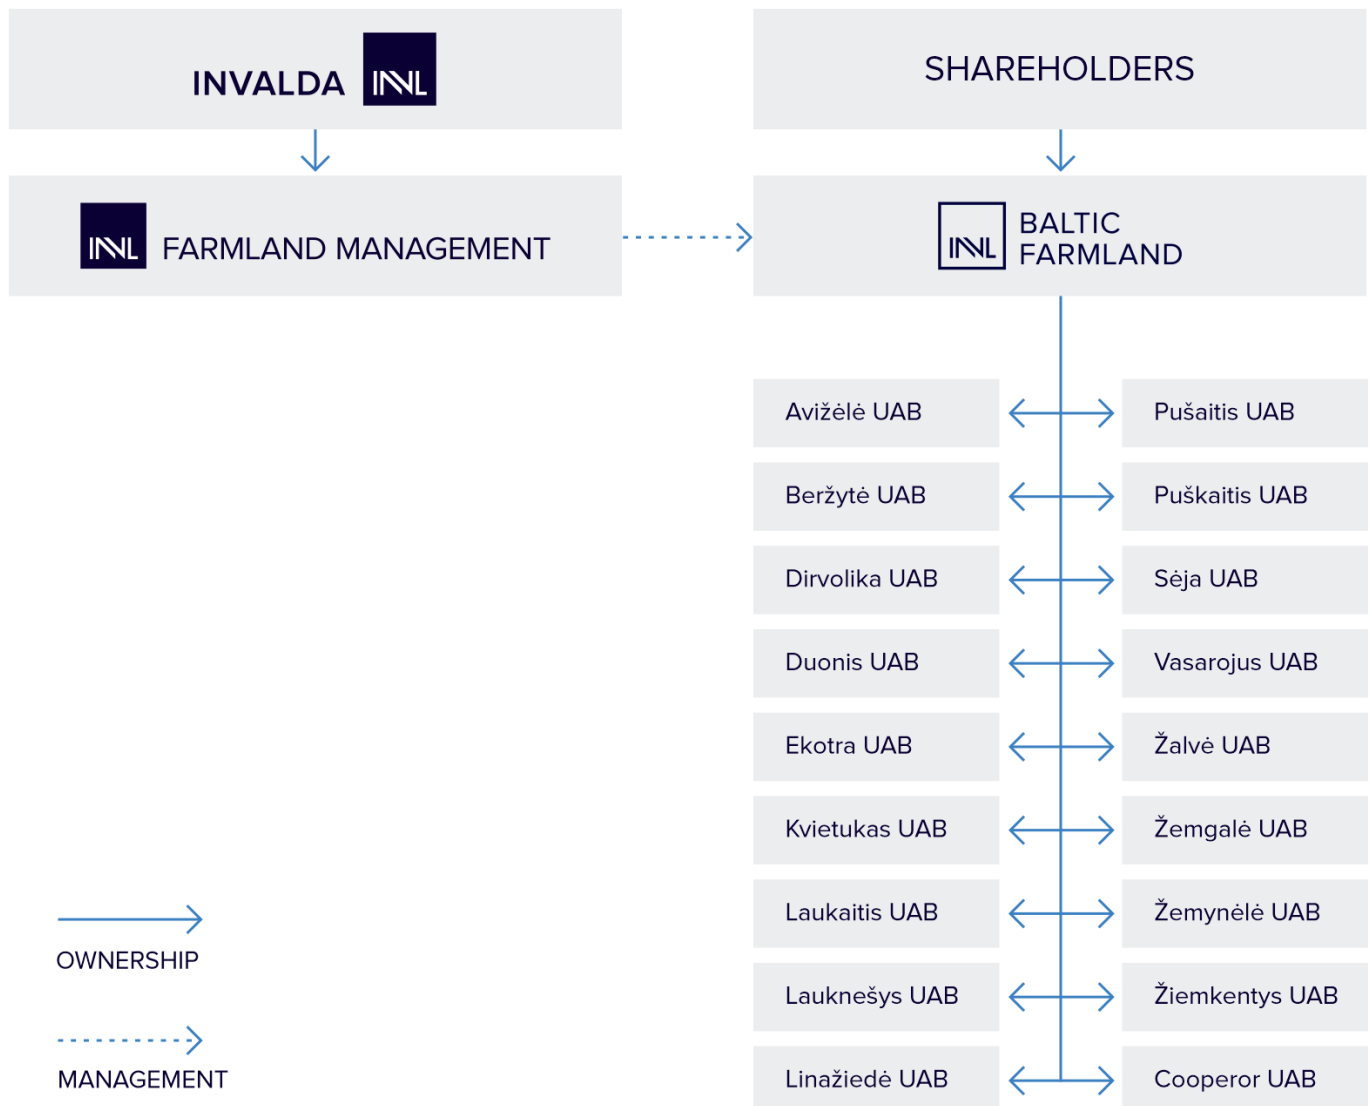 INVALDA INVL
SHAREHOLDERS
INVL FARMLAND MANAGEMENT
INVL BALTIC
FARMLAND
Avižėlė UAB
Pušaitis UAB
Beržytė UAB
Puškaitis UAB
Dirvolika UAB
Sėja UAB
Duonis UAB
Vasarojus UAB
Ekotra UAB
Žalvė UAB
Kvietukas UAB
Žemgalė UAB
Laukaitis UAB
Žemynėlė UAB
Lauknešys UAB
Žiemkentys UAB
Linažiedė UAB
Cooperor UAB
OWNERSHIP
MANAGEMENT